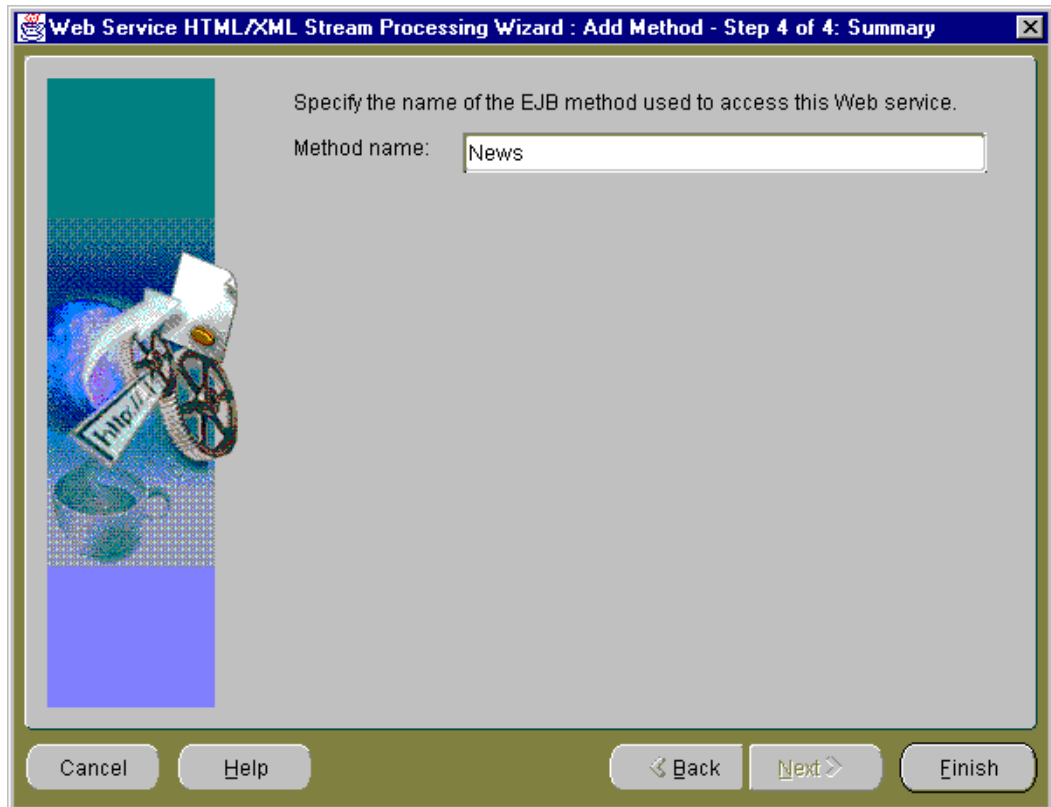 Web Service HTML/XML Stream Processing Wizard : Add Method - Step 4 of 4: Summary
Specify the name of the EJB method used to access this Web service.
Method name: News
http://
Cancel Help Back Next Finish